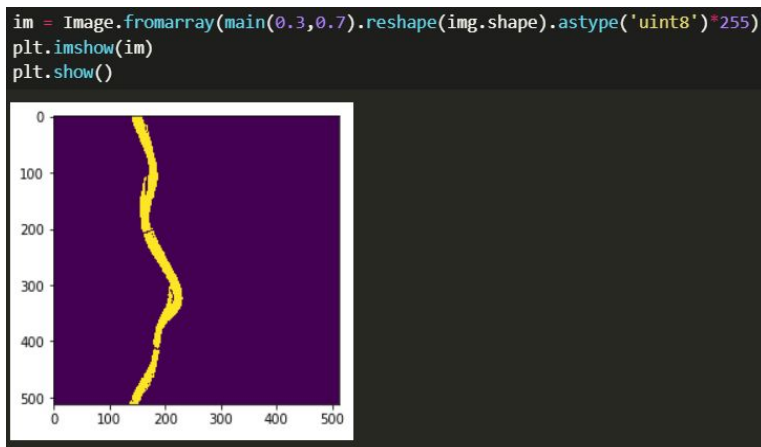 im = Image.fromarray(main(0.3,0.7).reshape(img.shape).astype('uint8')*255)
plt.imshow(im)
plt.show()
0
100
200
300
400
500
0 100 200 300 400 500